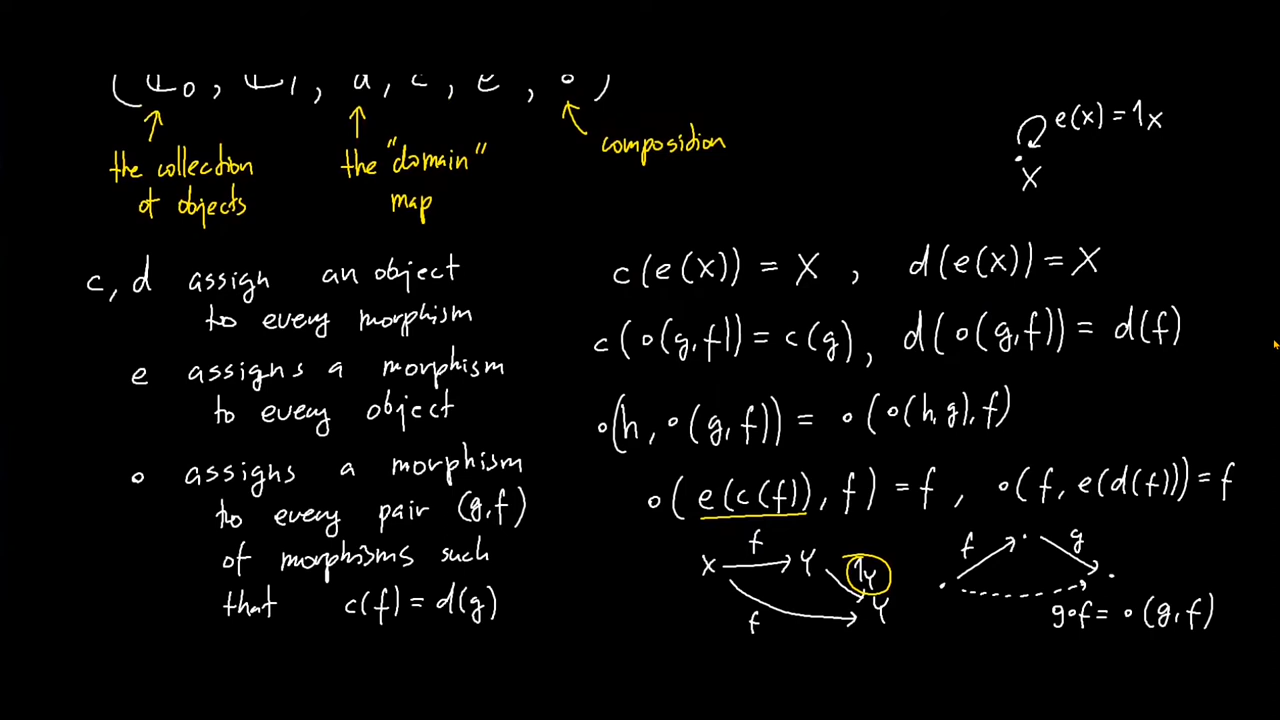 (ℂ₀, ℂ₁, d, c, e, ∘)
the collection
of objects
the "domain"
map
composition
e(x) = 1x
X
c, d assign an object
to every morphism
e assigns a morphism
to every object
∘ assigns a morphism
to every pair (g,f)
of morphisms such
that c(f) = d(g)
c(e(x)) = X , d(e(x)) = X
c(∘(g,f)) = c(g), d(∘(g,f)) = d(f)
∘(h, ∘(g,f)) = ∘(∘(h,g),f)
∘(e(c(f)), f) = f , ∘(f, e(d(f))) = f
X f Y 1Y
f Y
f g
g∘f = ∘(g,f)